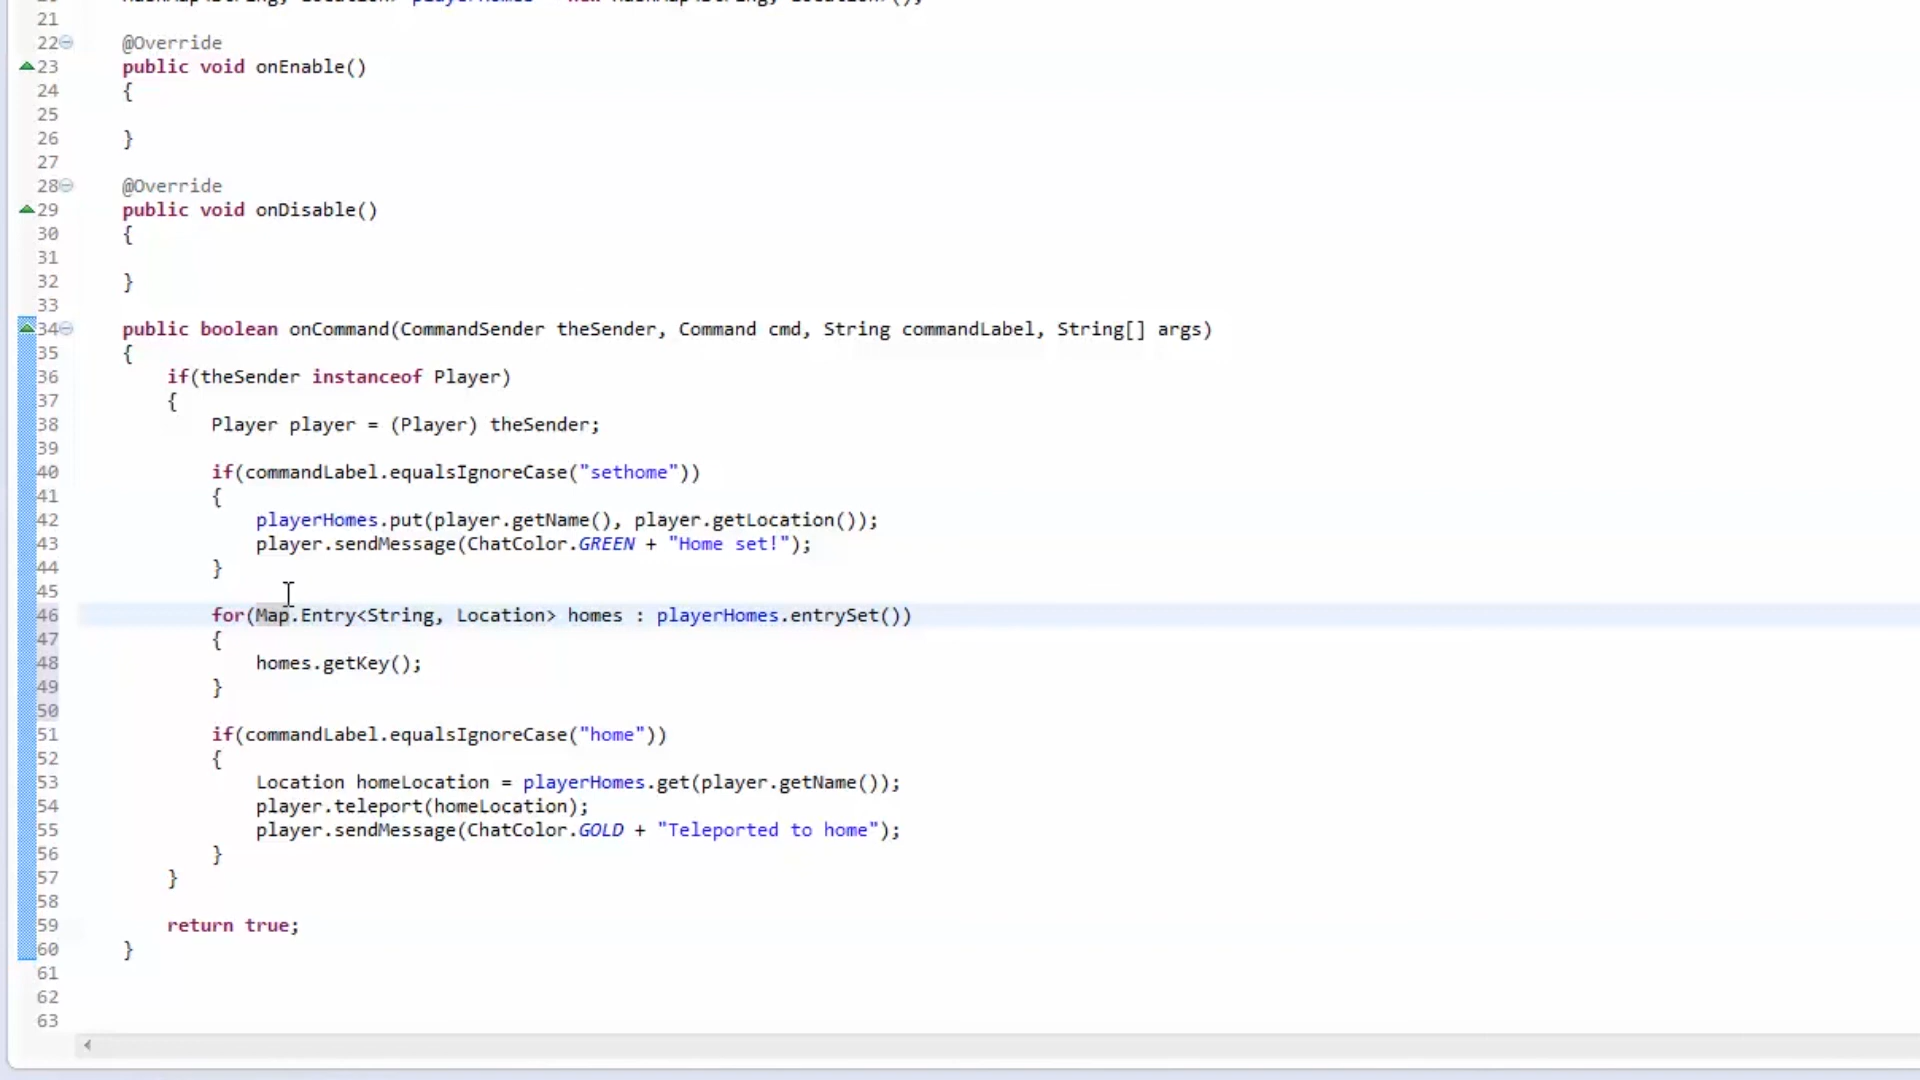 21
22 @Override
23 public void onEnable()
24 {
25
26 }
27
28 @Override
29 public void onDisable()
30 {
31
32 }
33
34 public boolean onCommand(CommandSender theSender, Command cmd, String commandLabel, String[] args)
35 {
36 if(theSender instanceof Player)
37 {
38 Player player = (Player) theSender;
39
40 if(commandLabel.equalsIgnoreCase("sethome"))
41 {
42 playerHomes.put(player.getName(), player.getLocation());
43 player.sendMessage(ChatColor.GREEN + "Home set!");
44 }
45
46 for(Map.Entry<String, Location> homes : playerHomes.entrySet())
47 {
48 homes.getKey();
49 }
50
51 if(commandLabel.equalsIgnoreCase("home"))
52 {
53 Location homeLocation = playerHomes.get(player.getName());
54 player.teleport(homeLocation);
55 player.sendMessage(ChatColor.GOLD + "Teleported to home");
56 }
57 }
58
59 return true;
60 }
61
62
63